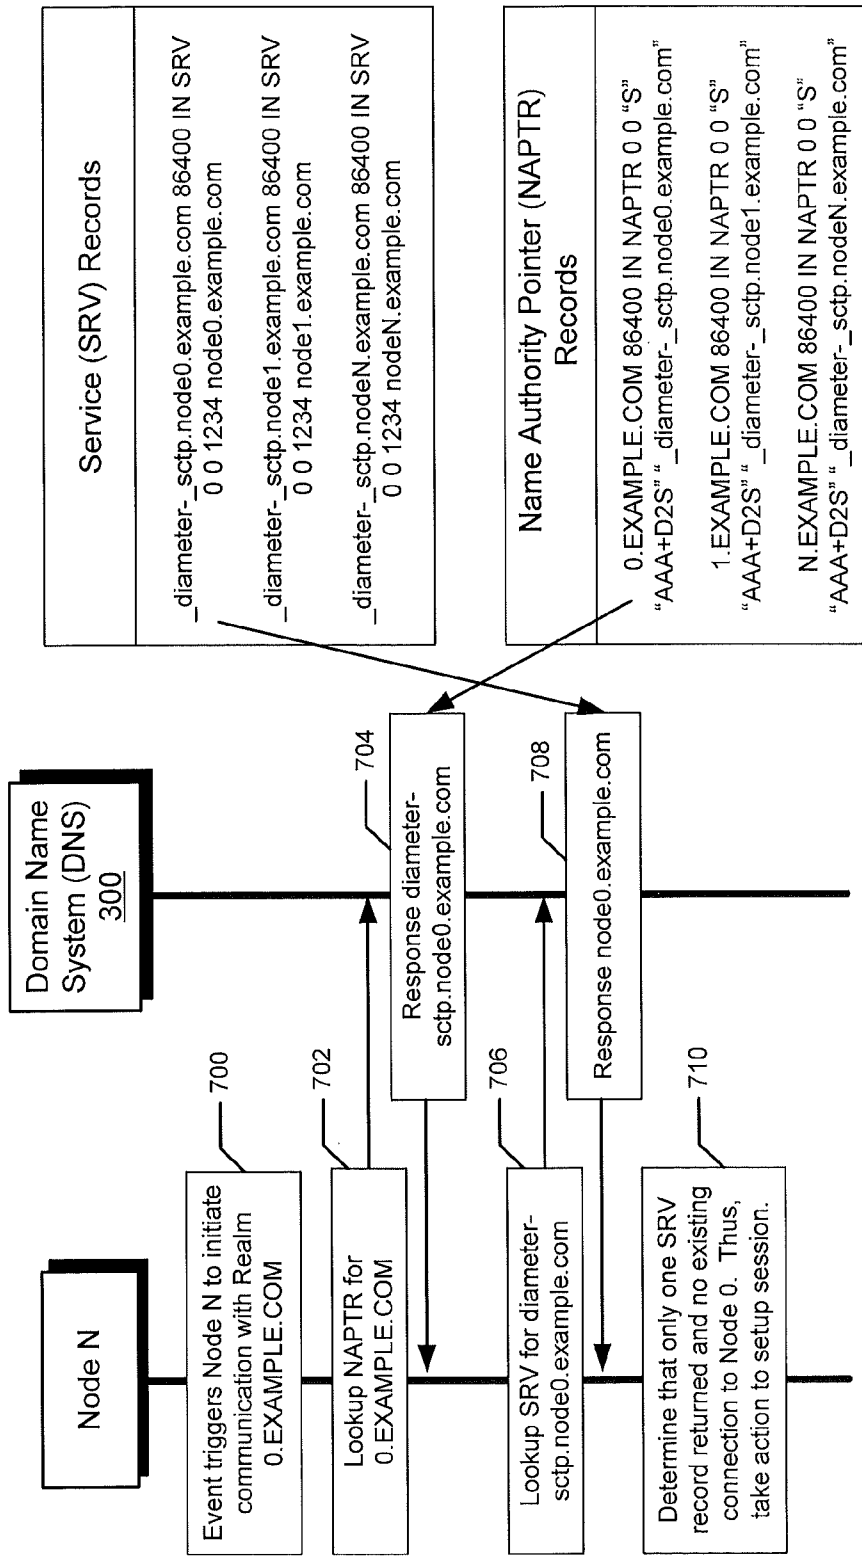 Node N
Domain Name
System (DNS)
300
Event triggers Node N to initiate
communication with Realm
0.EXAMPLE.COM
700
Lookup NAPTR for
0.EXAMPLE.COM
702
Response diameter-
sctp.node0.example.com
704
Lookup SRV for diameter-
sctp.node0.example.com
706
Response node0.example.com
708
Determine that only one SRV
record returned and no existing
connection to Node 0. Thus,
take action to setup session.
710
Service (SRV) Records
_diameter-_sctp.node0.example.com 86400 IN SRV
0 0 1234 node0.example.com
_diameter-_sctp.node1.example.com 86400 IN SRV
0 0 1234 node1.example.com
_diameter-_sctp.nodeN.example.com 86400 IN SRV
0 0 1234 nodeN.example.com
Name Authority Pointer (NAPTR)
Records
0.EXAMPLE.COM 86400 IN NAPTR 0 0 “S”
“AAA+D2S” “_diameter-_sctp.node0.example.com”
1.EXAMPLE.COM 86400 IN NAPTR 0 0 “S”
“AAA+D2S” “_diameter-_sctp.node1.example.com”
N.EXAMPLE.COM 86400 IN NAPTR 0 0 “S”
“AAA+D2S” “_diameter-_sctp.nodeN.example.com”